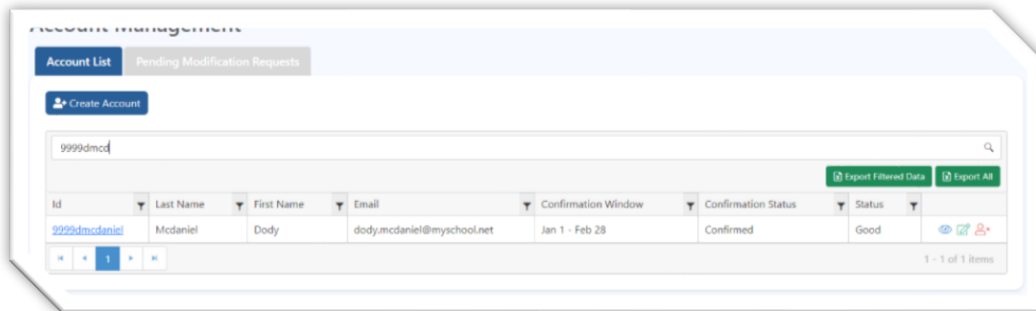 Account Management
Account List Pending Modification Requests
Create Account
9999dmcd
Export Filtered Data Export All
Id Last Name First Name Email Confirmation Window Confirmation Status Status
9999dmcdaniel Mcdaniel Dody dody.mcdaniel@myschool.net Jan 1 - Feb 28 Confirmed Good
1 1 - 1 of 1 items